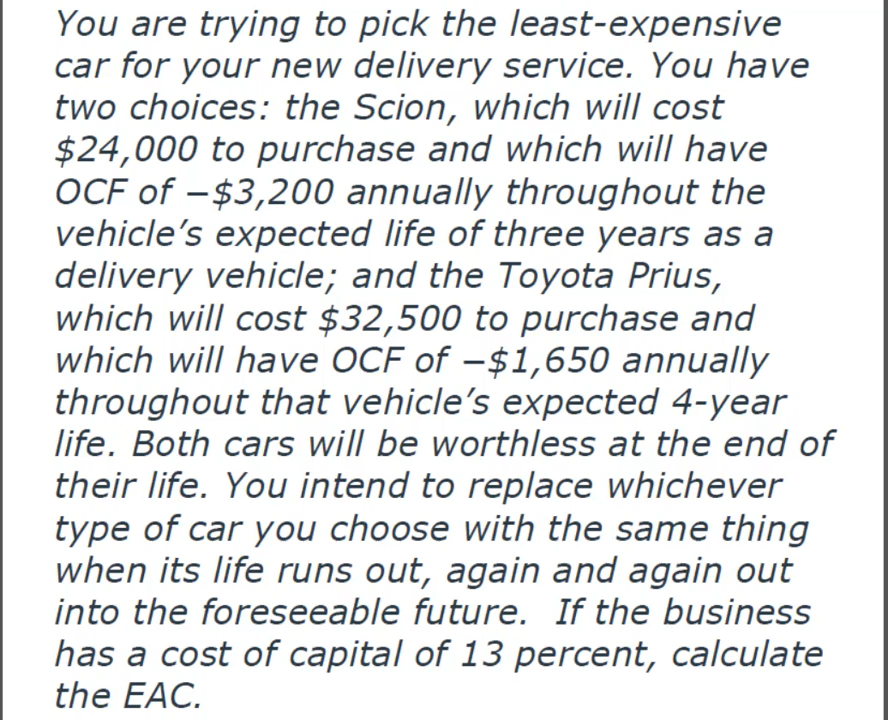 You are trying to pick the least-expensive
car for your new delivery service. You have
two choices: the Scion, which will cost
$24,000 to purchase and which will have
OCF of −$3,200 annually throughout the
vehicle’s expected life of three years as a
delivery vehicle; and the Toyota Prius,
which will cost $32,500 to purchase and
which will have OCF of −$1,650 annually
throughout that vehicle’s expected 4-year
life. Both cars will be worthless at the end of
their life. You intend to replace whichever
type of car you choose with the same thing
when its life runs out, again and again out
into the foreseeable future.  If the business
has a cost of capital of 13 percent, calculate
the EAC.